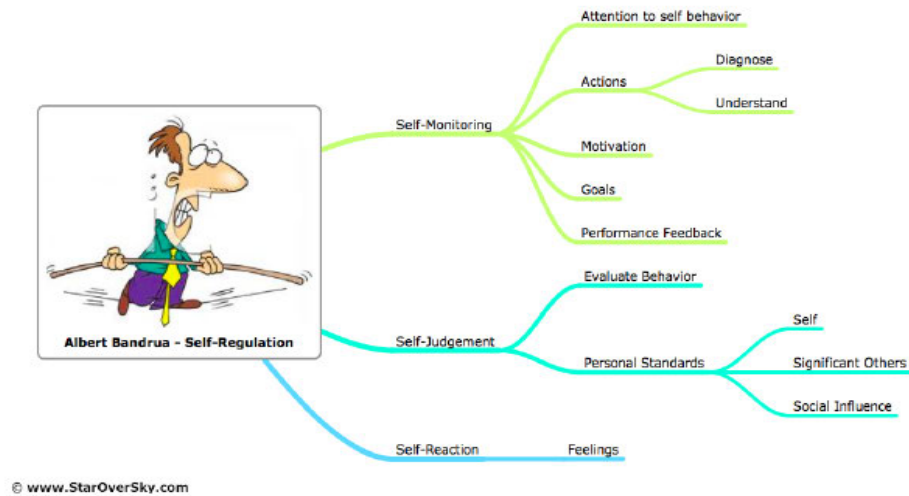 Attention to self behavior
Diagnose
Actions
Understand
Self-Monitoring
Motivation
Goals
Performance Feedback
Evaluate Behavior
Self
Albert Bandrua - Self-Regulation
Self-Judgement
Personal Standards
Significant Others
Social Influence
Self-Reaction
Feelings
© www.StarOverSky.com